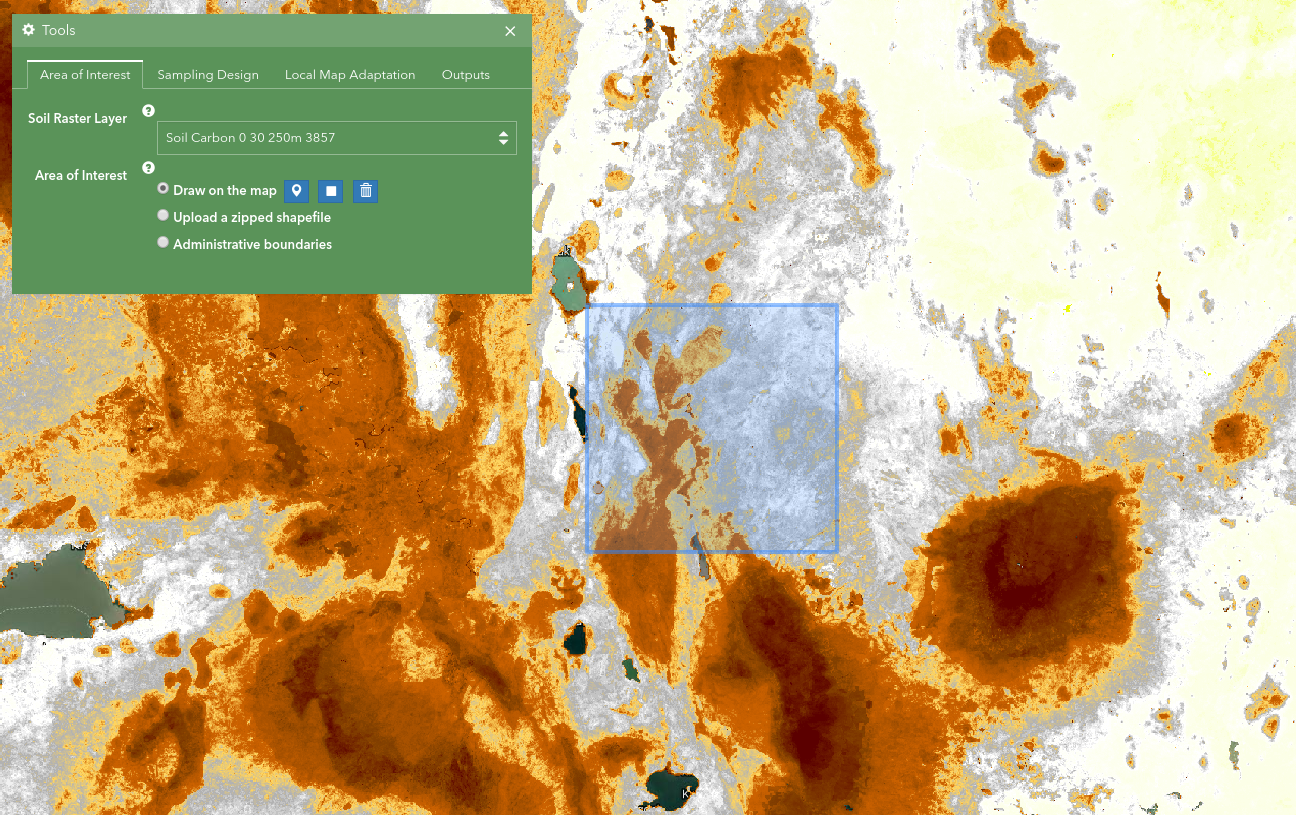 Tools
Area of Interest Sampling Design Local Map Adaptation Outputs
Soil Raster Layer
Soil Carbon 0 30 250m 3857
Area of Interest
Draw on the map
Upload a zipped shapefile
Administrative boundaries
K